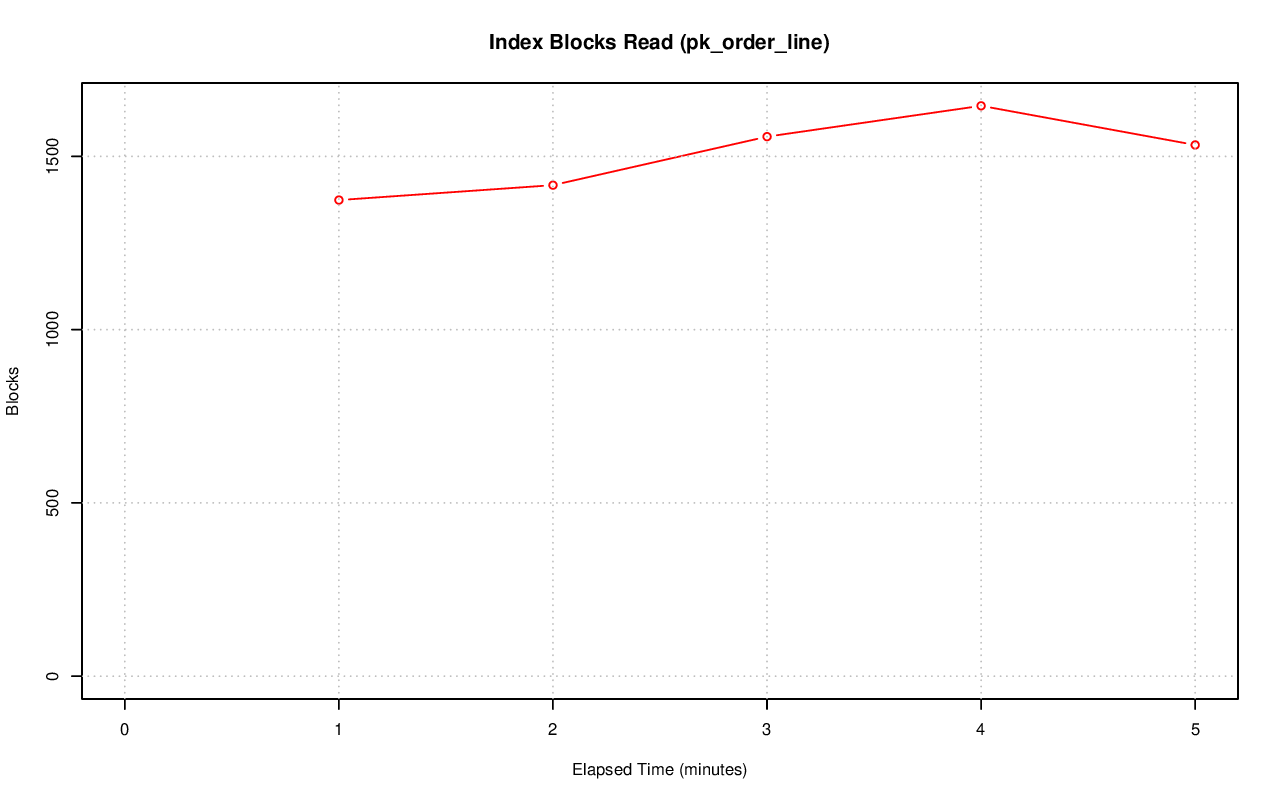 Index Blocks Read (pk_order_line)
Blocks
1500
1000
500
0
0 1 2 3 4 5
Elapsed Time (minutes)